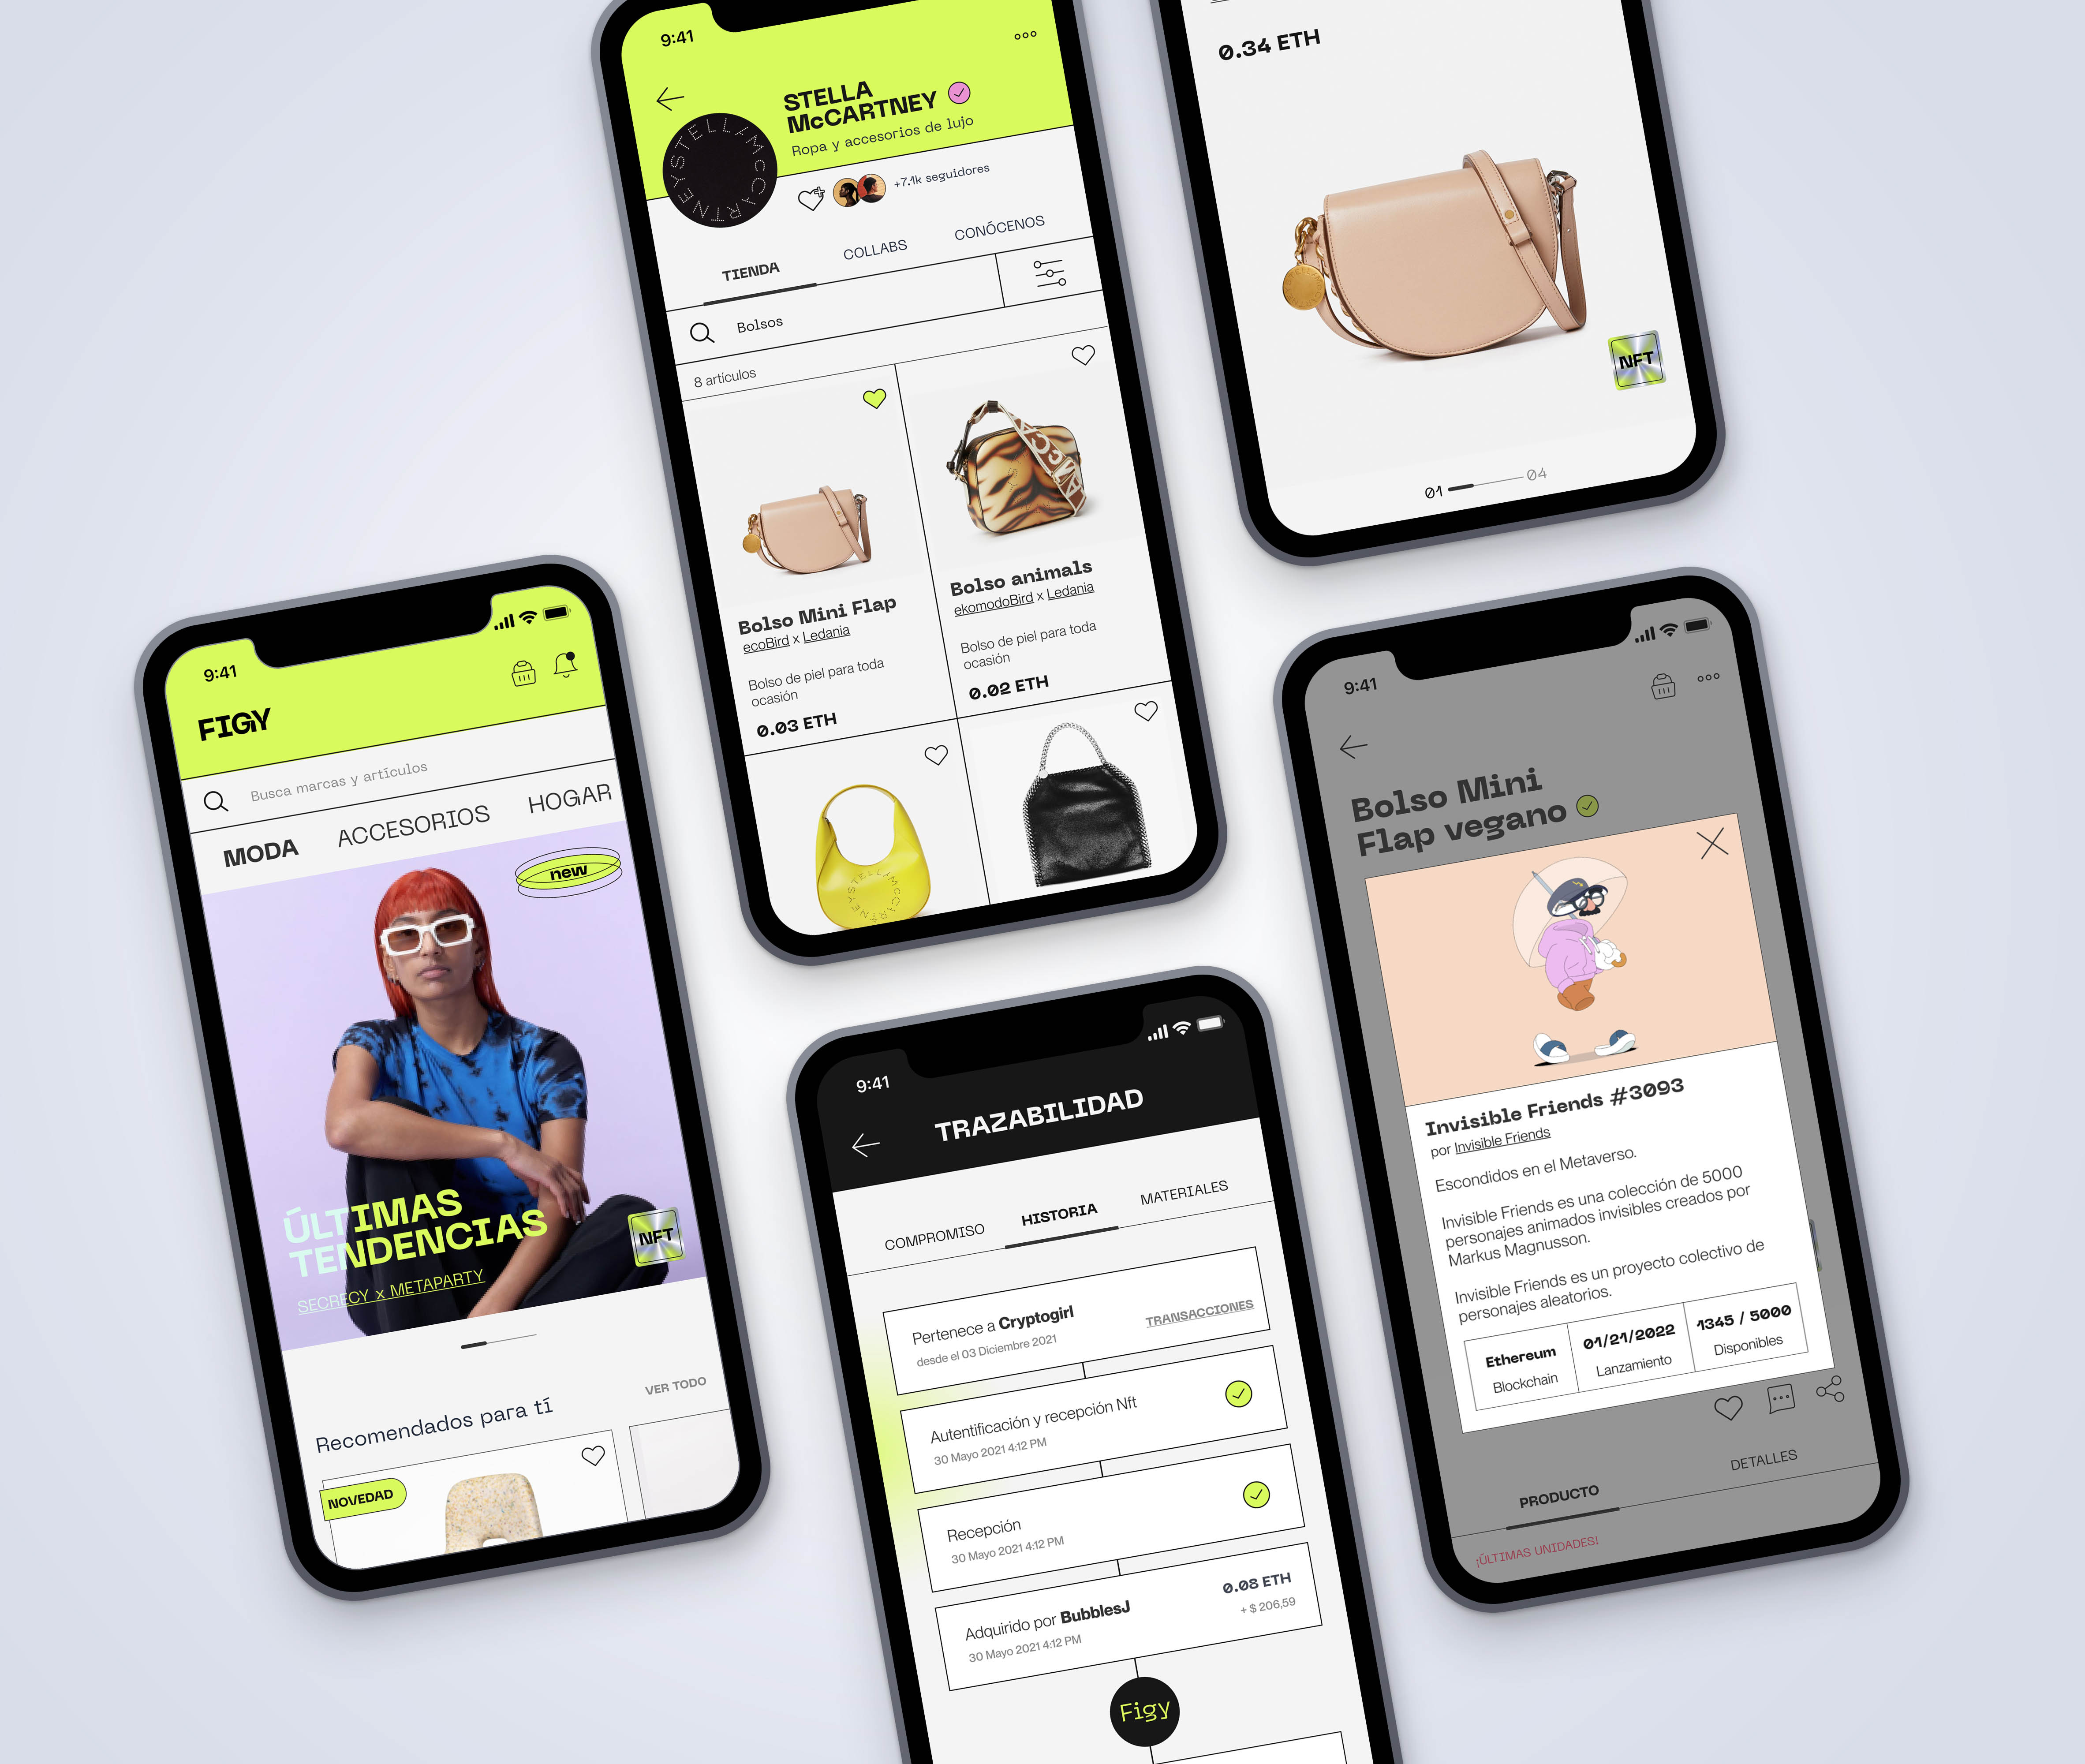 9:41
FIGY
Busca marcas y artículos
MODA
ACCESORIOS
HOGAR
new
ÚLTIMAS
TENDENCIAS
SECRECY x METAPARTY
NFT
Recomendados para tí
VER TODO
NOVEDAD
9:41
STELLA
McCARTNEY
Ropa y accesorios de lujo
STELLA McCARTNEY
+7.1k seguidores
TIENDA
COLLABS
CONÓCENOS
Bolsos
8 artículos
Bolso Mini Flap
ecoBird x Ledania
Bolso de piel para toda
ocasión
0.03 ETH
Bolso animals
ekomodoBird x Ledania
Bolso de piel para toda
ocasión
0.02 ETH
STELLA McCARTNEY
0.34 ETH
NFT
01
04
9:41
TRAZABILIDAD
COMPROMISO
HISTORIA
MATERIALES
Pertenece a Cryptogirl
desde el 03 Diciembre 2021
TRANSACCIONES
Autentificación y recepción Nft
30 Mayo 2021 4:12 PM
Recepción
30 Mayo 2021 4:12 PM
Adquirido por BubblesJ
30 Mayo 2021 4:12 PM
0.08 ETH
+ $ 206,59
Figy
9:41
Bolso Mini
Flap vegano
Invisible Friends #3093
por Invisible Friends
Escondidos en el Metaverso.
Invisible Friends es una colección de 5000
personajes animados invisibles creados por
Markus Magnusson.
Invisible Friends es un proyecto colectivo de
personajes aleatorios.
Ethereum
Blockchain
01/21/2022
Lanzamiento
1345 / 5000
Disponibles
PRODUCTO
DETALLES
¡ÚLTIMAS UNIDADES!